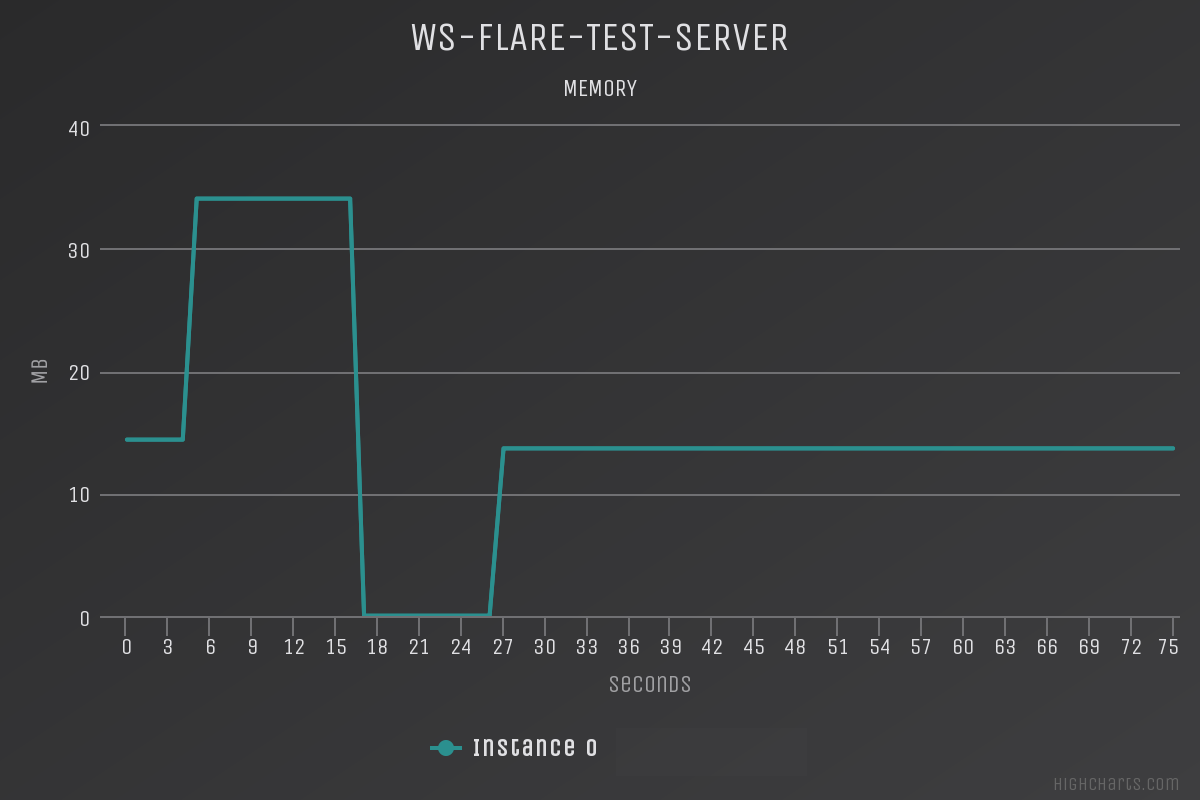 WS-FLARE-TEST-SERVER
MEMORY
40
30
20
10
0
MB
0 3 6 9 12 15 18 21 24 27 30 33 36 39 42 45 48 51 54 57 60 63 66 69 72 75
Seconds
Instance 0
Highcharts.com